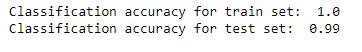 Classification accuracy for train set:  1.0
Classification accuracy for test set:  0.99